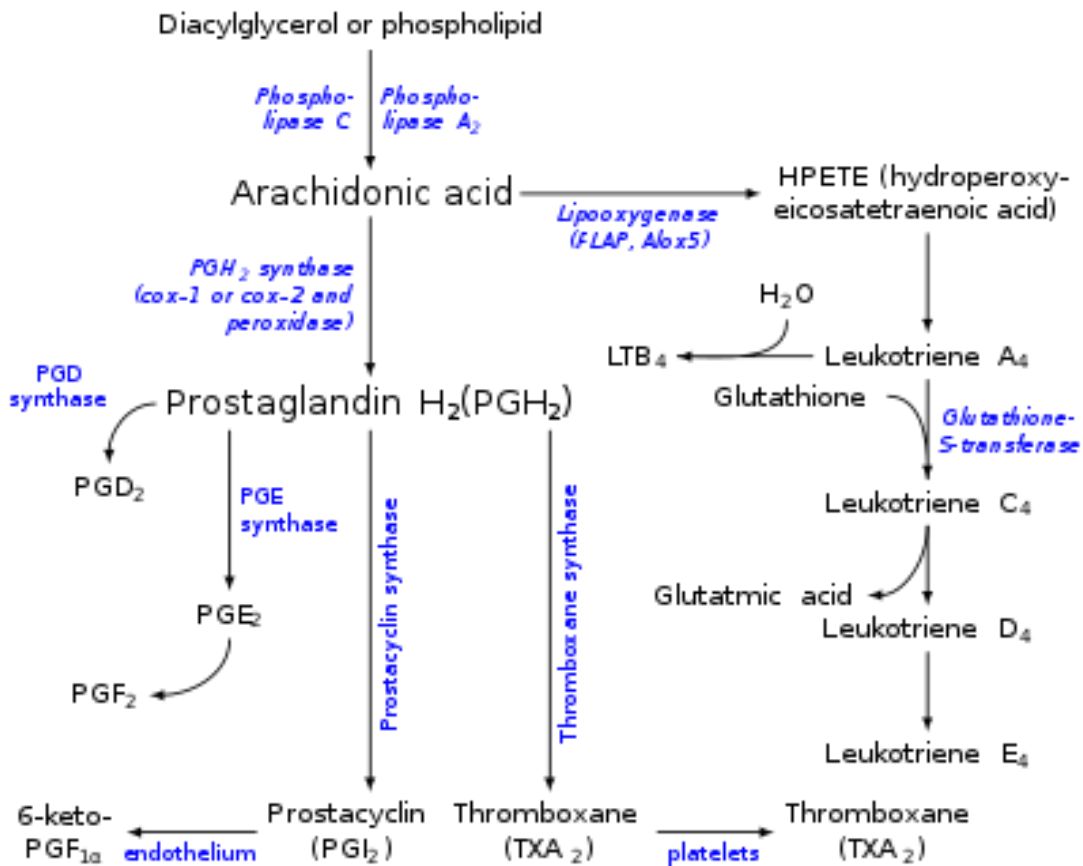 Diacylglycerol or phospholipid
Phospho-
lipase C
Phospho-
lipase A₂
Arachidonic acid
Lipooxygenase
(FLAP, Alox5)
HPETE (hydroperoxy-
eicosatetraenoic acid)
PGH₂ synthase
(cox-1 or cox-2 and
peroxidase)
H₂O
LTB₄
Leukotriene A₄
PGD
synthase
Prostaglandin H₂(PGH₂)
Glutathione
Glutathione-
S-transferase
PGD₂
PGE
synthase
Prostacyclin synthase
Thromboxane synthase
Leukotriene C₄
PGE₂
Glutatmic acid
Leukotriene D₄
PGF₂
Leukotriene E₄
6-keto-
PGF₁α
endothelium
Prostacyclin
(PGI₂)
Thromboxane
(TXA₂)
platelets
Thromboxane
(TXA₂)